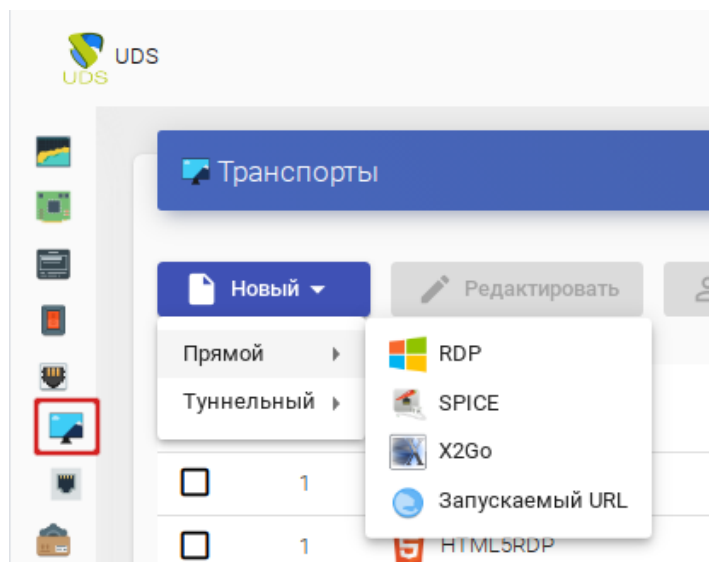 UDS
UDS
Транспорты
Новый
Редактировать
Прямой
Туннельный
RDP
SPICE
X2Go
Запускаемый URL
1
1
HTML5RDP